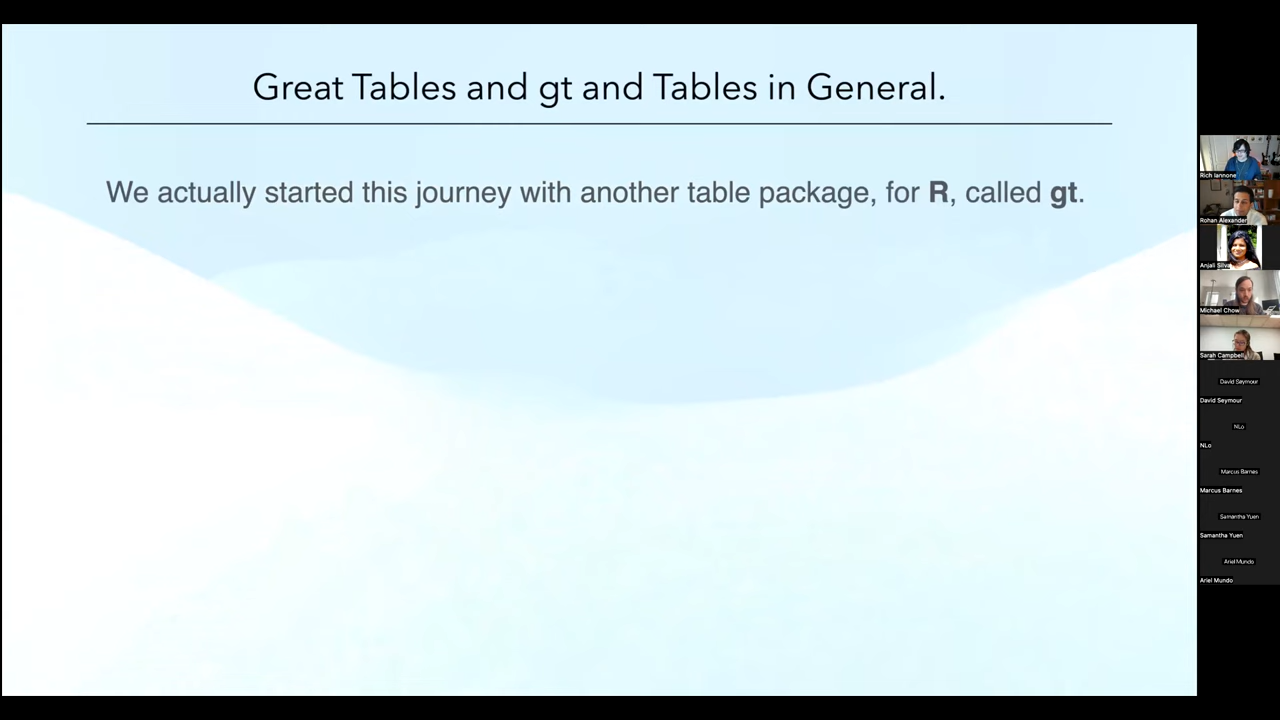 Great Tables and gt and Tables in General.
We actually started this journey with another table package, for R, called gt.
Rich Iannone
Rohan Alexander
Anjali Silva
Michael Chow
Sarah Campbell
David Seymour
David Seymour
NLo
NLo
Marcus Barnes
Marcus Barnes
Samantha Yuen
Samantha Yuen
Ariel Mundo
Ariel Mundo